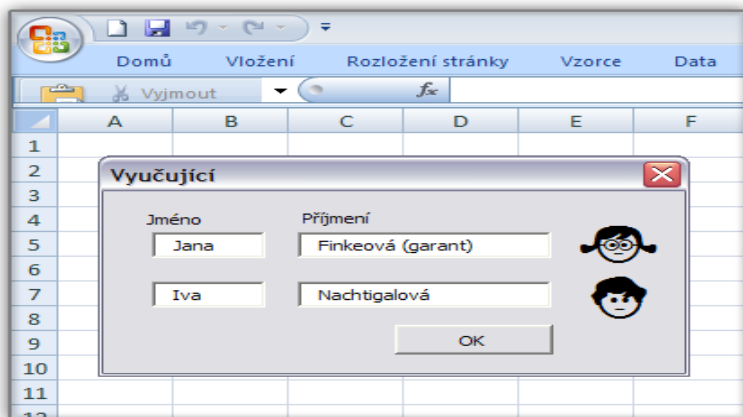 Domů Vložení Rozložení stránky Vzorce Data
Vyjmout fx
A B C D E F
1
2
3
4
5
6
7
8
9
10
11
12
Vyučující
Jméno Příjmení
Jana Finkeová (garant)
Iva Nachtigalová
OK